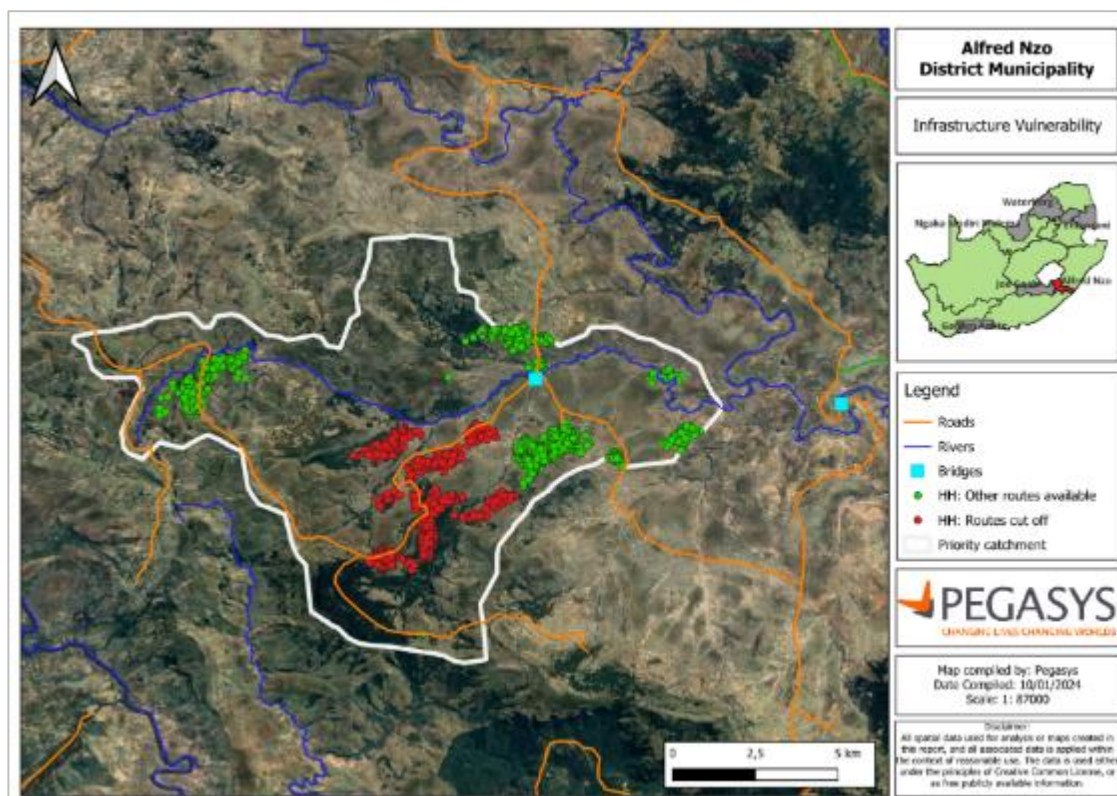 Alfred Nzo
District Municipality
Infrastructure Vulnerability
Waterberg
Alfred Nzo
Legend
Roads
Rivers
Bridges
HH: Other routes available
HH: Routes cut off
Priority catchment
PEGASYS
CHANGING LIVES CHANGING WORLDS
Map compiled by: Pegasys
Date Compiled: 10/01/2024
Scale: 1: 87000
Disclaimer:
All spatial data used for analysis or maps created in
this report, and all associated data is applied within
the context of reasonable use. The data is used either
under the principles of Creative Common License, or
as free publicly available information.
0 2,5 5 km